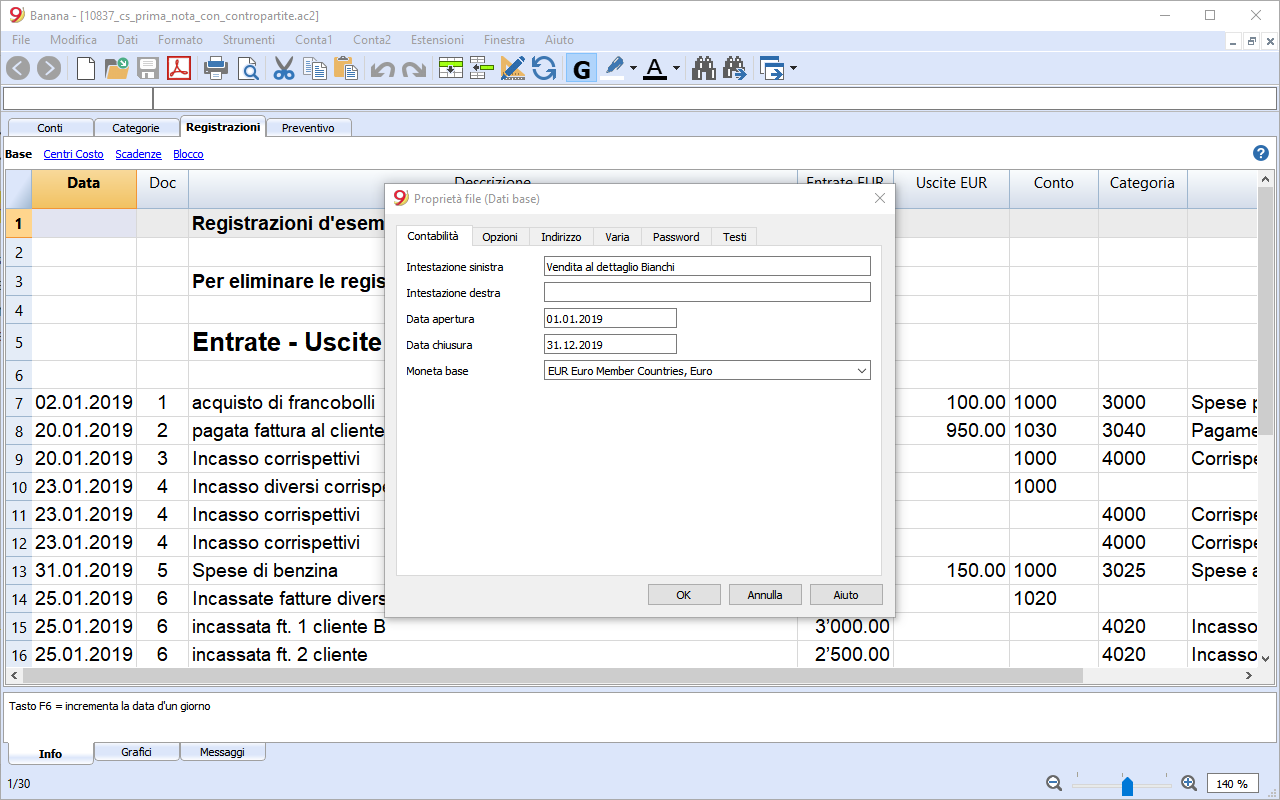 Banana - [10837_cs_prima_nota_con_contropartite.ac2]
File Modifica Dati Formato Strumenti Conta1 Conta2 Estensioni Finestra Aiuto
G A
Conti Categorie Registrazioni Preventivo
Base Centri Costo Scadenze Blocco
Data Doc Descrizione Entrate EUR Uscite EUR Conto Categoria
1 Registrazioni d'esem
2
3 Per eliminare le regis
4
5 Entrate - Uscite
6
7 02.01.2019 1 acquisto di francobolli 100.00 1000 3000 Spese p
8 20.01.2019 2 pagata fattura al cliente 950.00 1030 3040 Pagame
9 20.01.2019 3 Incasso corrispettivi 1000 4000 Corrispe
10 23.01.2019 4 Incasso diversi corrispe 1000
11 23.01.2019 4 Incasso corrispettivi 4000 Corrispe
12 23.01.2019 4 Incasso corrispettivi 4000 Corrispe
13 31.01.2019 5 Spese di benzina 150.00 1000 3025 Spese a
14 25.01.2019 6 Incassate fatture divers 1020
15 25.01.2019 6 incassata ft. 1 cliente B 3'000.00 4020 Incasso
16 25.01.2019 6 incassata ft. 2 cliente 2'500.00 4020 Incasso
Proprietà file (Dati base)
Contabilità Opzioni Indirizzo Varia Password Testi
Intestazione sinistra Vendita al dettaglio Bianchi
Intestazione destra
Data apertura 01.01.2019
Data chiusura 31.12.2019
Moneta base EUR Euro Member Countries, Euro
OK Annulla Aiuto
Tasto F6 = incrementa la data d'un giorno
Info Grafici Messaggi
1/30 140 %